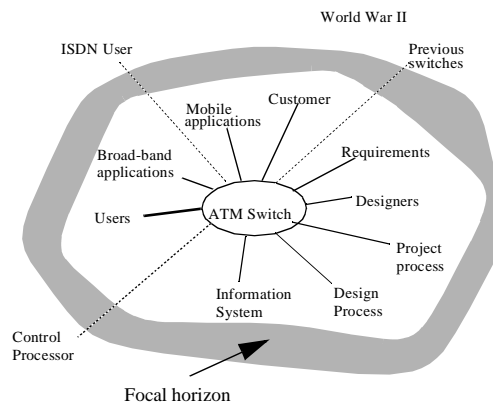 World War II
ISDN User
Previous
switches
Customer
Mobile
applications
Broad-band
applications
Requirements
Users
ATM Switch
Designers
Project
process
Information
System
Design
Process
Control
Processor
Focal horizon